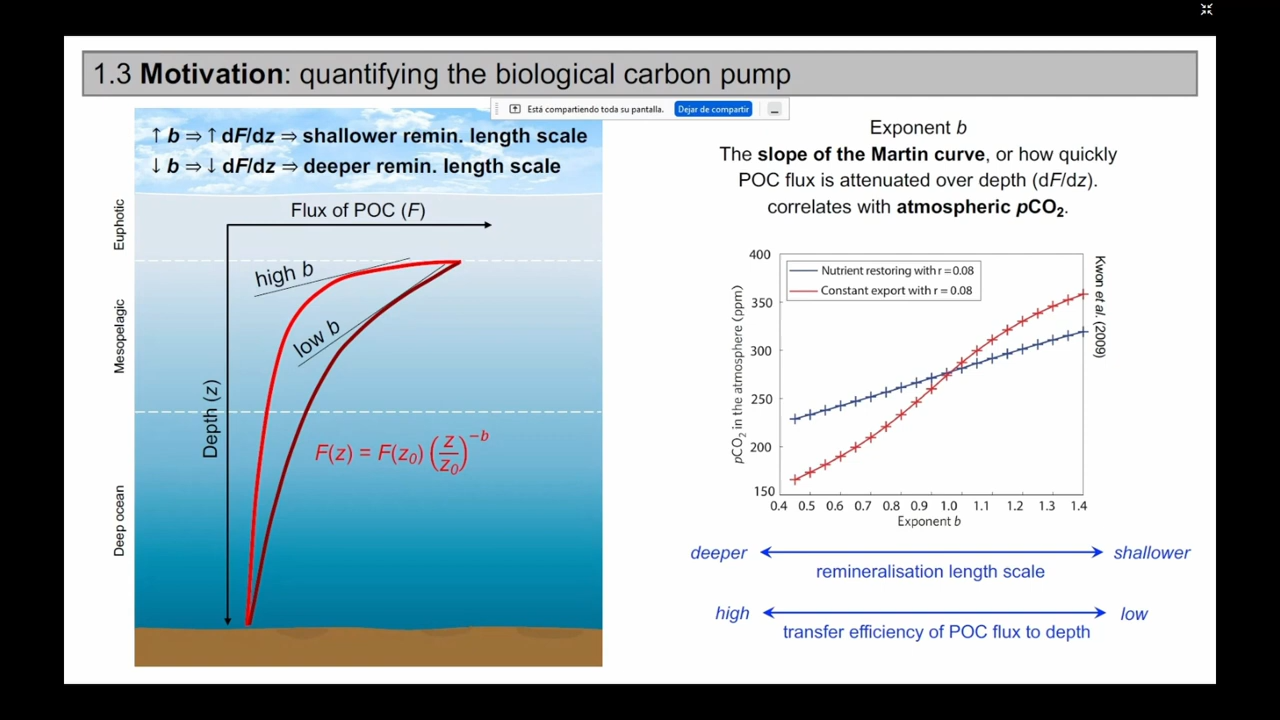 1.3 Motivation: quantifying the biological carbon pump
Está compartiendo toda su pantalla.
Dejar de compartir
↑ b ⇒ ↑ dF/dz ⇒ shallower remin. length scale
↓ b ⇒ ↓ dF/dz ⇒ deeper remin. length scale
Euphotic
Mesopelagic
Deep ocean
Flux of POC (F)
Depth (z)
high b
low b
F(z) = F(z₀) (z/z₀)⁻ᵇ
Exponent b
The slope of the Martin curve, or how quickly
POC flux is attenuated over depth (dF/dz).
correlates with atmospheric pCO₂.
Nutrient restoring with r = 0.08
Constant export with r = 0.08
pCO₂ in the atmosphere (ppm)
400
350
300
250
200
150
0.4 0.5 0.6 0.7 0.8 0.9 1.0 1.1 1.2 1.3 1.4
Exponent b
Kwon et al. (2009)
deeper shallower
remineralisation length scale
high low
transfer efficiency of POC flux to depth